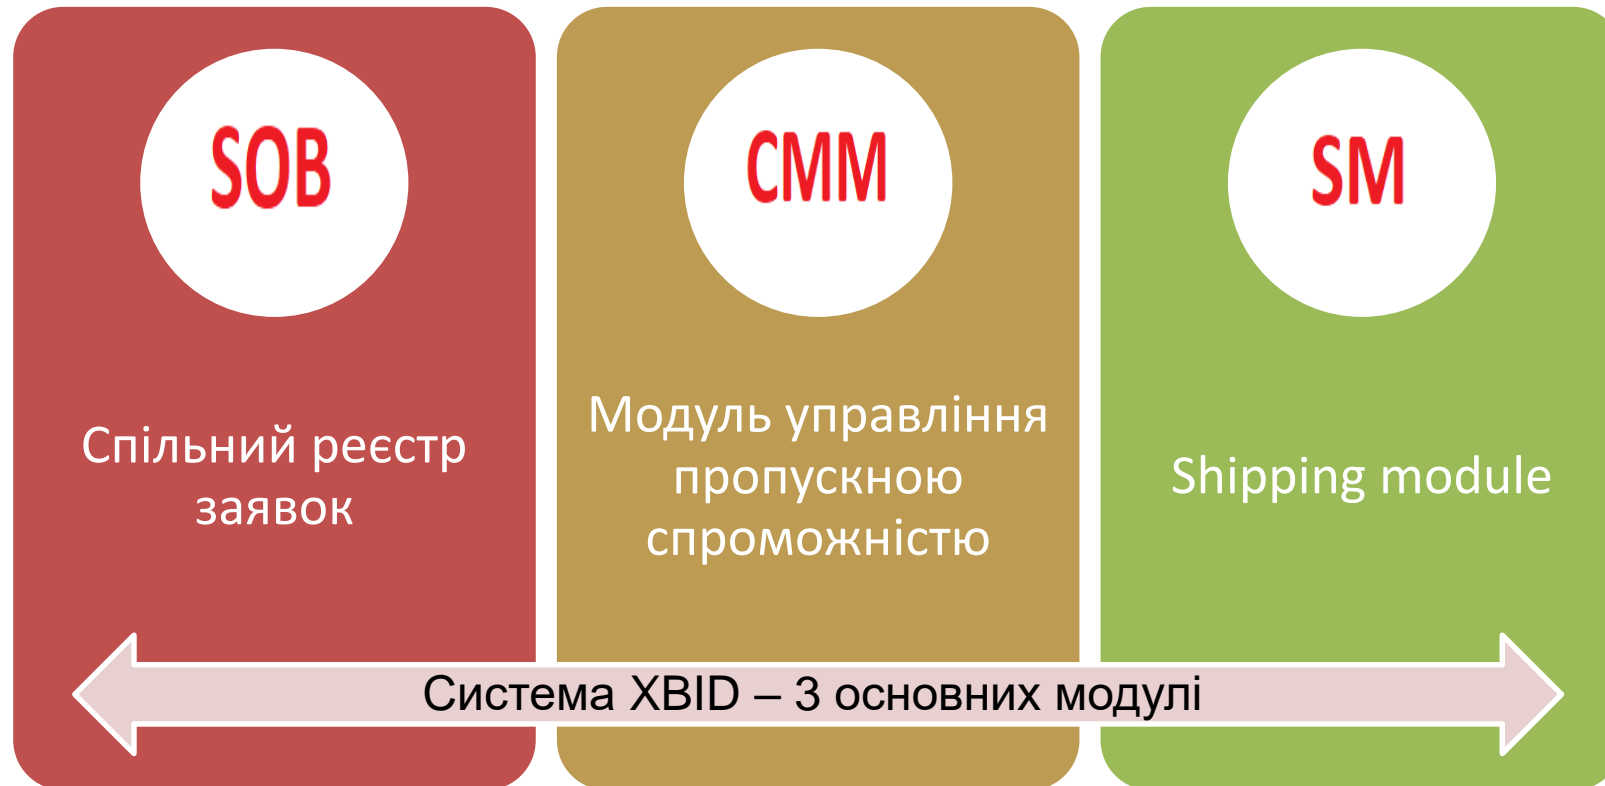 SOB
Спільний реєстр
заявок
CMM
Модуль управління
пропускною
спроможністю
SM
Shipping module
Система XBID – 3 основних модулі